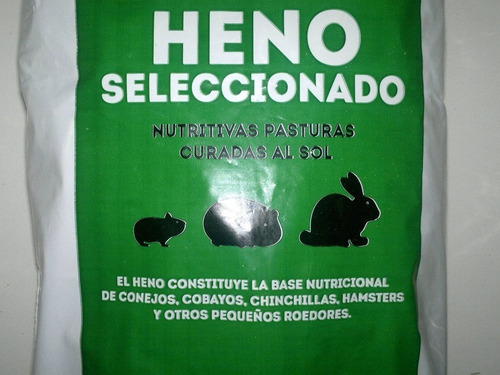 HENO
SELECCIONADO
NUTRITIVAS PASTURAS
CURADAS AL SOL
EL HENO CONSTITUYE LA BASE NUTRICIONAL
DE CONEJOS, COBAYOS, CHINCHILLAS, HAMSTERS
Y OTROS PEQUEÑOS ROEDORES.